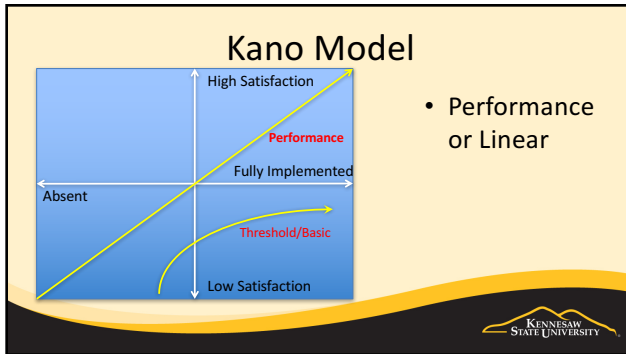 Kano Model
High Satisfaction
Performance
Fully Implemented
Absent
Threshold/Basic
Low Satisfaction
• Performance
or Linear
KENNESAW
STATE UNIVERSITY